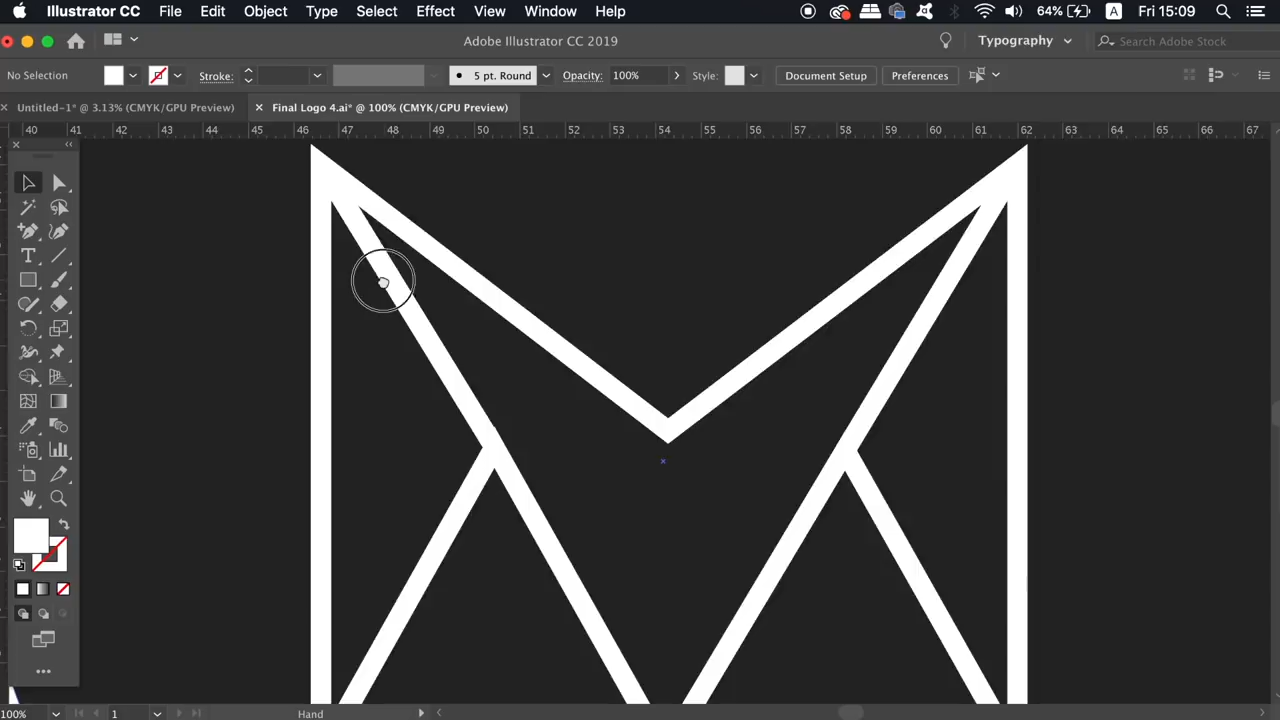 Illustrator CC File Edit Object Type Select Effect View Window Help 64% A Fri 15:09
Adobe Illustrator CC 2019 Typography Search Adobe Stock
No Selection Stroke: 5 pt. Round Opacity: 100% Style: Document Setup Preferences
× Untitled-1* @ 3.13% (CMYK/GPU Preview) × Final Logo 4.ai* @ 100% (CMYK/GPU Preview)
40 41 42 43 44 45 46 47 48 49 50 51 52 53 54 55 56 57 58 59 60 61 62 63 64 65 66 67
T
100% 1 Hand